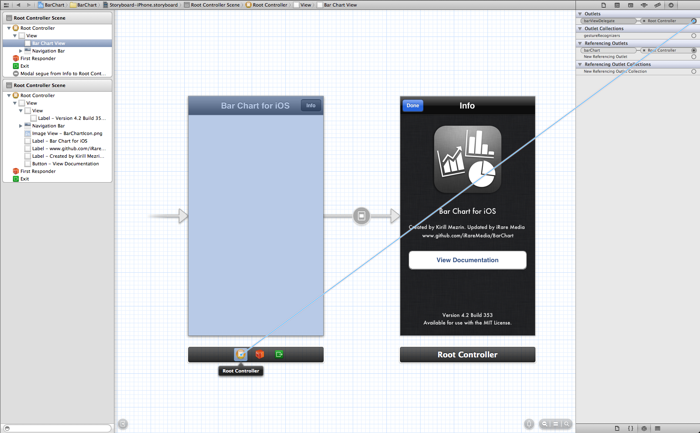 BarChart
BarChart
Storyboard-iPhone.storyboard
Root Controller Scene
Root Controller
View
Bar Chart View
Root Controller Scene
Root Controller
View
Bar Chart View
Navigation Bar
First Responder
Exit
Modal segue from Info to Root Cont...
Root Controller Scene
Root Controller
View
View
Label - Version 4.2 Build 35...
Navigation Bar
Image View - BarChartIcon.png
Label - Bar Chart for iOS
Label - www.github.com/iRare...
Label - Created by Kirill Mezri...
Button - View Documentation
First Responder
Exit
Bar Chart for iOS
Info
Root Controller
Done
Info
Bar Chart for iOS
Created by Kirill Mezrin. Updated by iRare Media
www.github.com/iRareMedia/BarChart
View Documentation
Version 4.2 Build 353
Available for use with the MIT License.
Root Controller
Outlets
barViewDelegate
Root Controller
Outlet Collections
gestureRecognizers
Referencing Outlets
barChart
Root Controller
New Referencing Outlet
Referencing Outlet Collections
New Referencing Outlet Collection